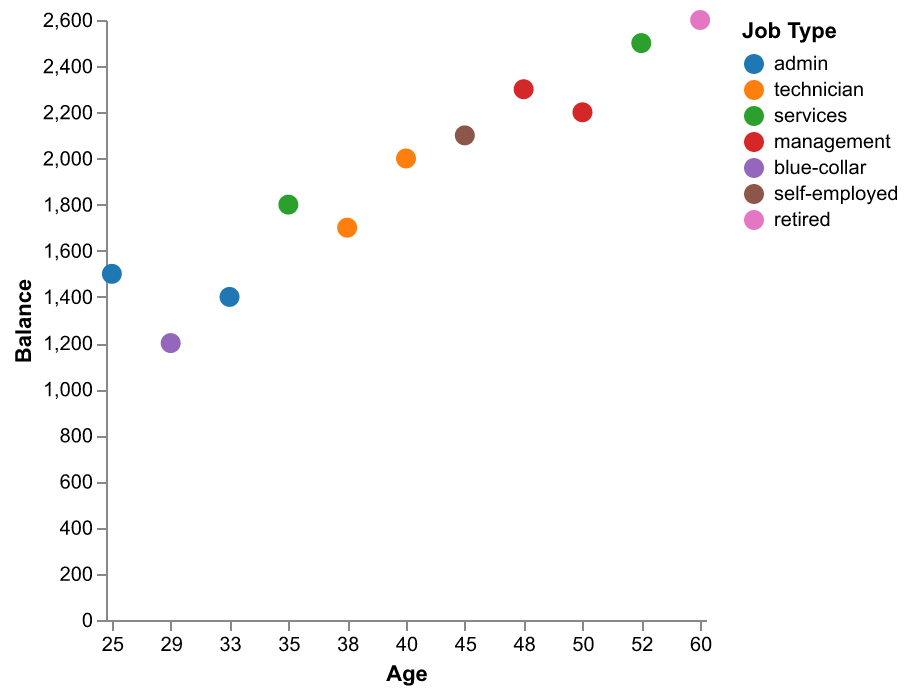 2,600
2,400
2,200
2,000
1,800
1,600
1,400
1,200
1,000
800
600
400
200
0
Balance
25 29 33 35 38 40 45 48 50 52 60
Age
Job Type
admin
technician
services
management
blue-collar
self-employed
retired